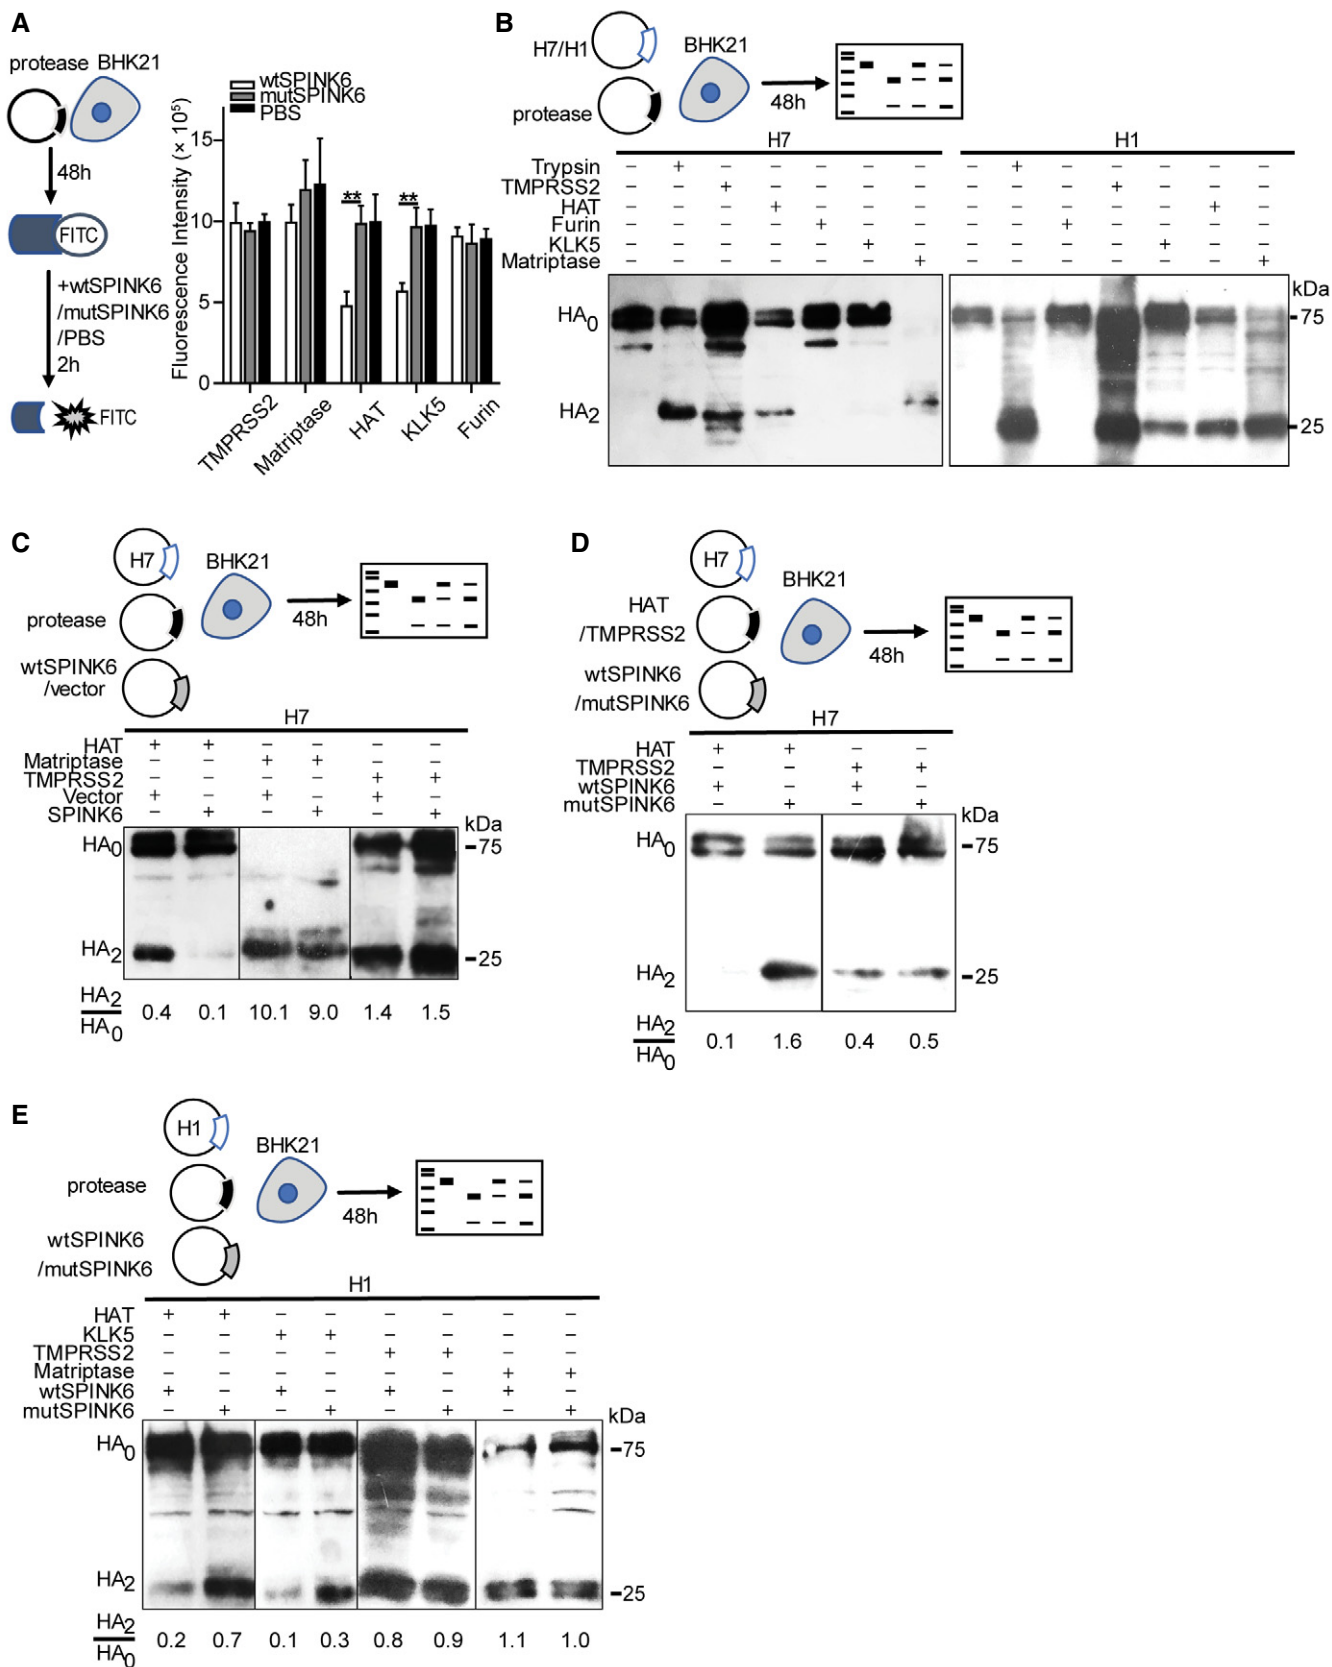 A
protease BHK21
48h
FITC
+wtSPINK6
/mutSPINK6
/PBS
2h
FITC
wtSPINK6
mutSPINK6
PBS
Fluorescence Intensity (× 10⁵)
15
10
5
0
**
**
TMPRSS2
Matriptase
HAT
KLK5
Furin
B
H7/H1
BHK21
protease
48h
H7 H1
Trypsin − + − − − − − − + − − − − −
TMPRSS2 − − + − − − − − − − + − − −
HAT − − − + − − − − − − − − + −
Furin − − − − + − − − − + − − − −
KLK5 − − − − − + − − − − − + − −
Matriptase − − − − − − + − − − − − − +
kDa
HA0
75
HA2
25
C
H7
BHK21
protease
48h
wtSPINK6
/vector
H7
HAT + + − − − −
Matriptase − − + + − −
TMPRSS2 − − − − + +
Vector + − + − + −
SPINK6 − + − + − +
kDa
HA0
75
HA2
25
HA2
HA0
0.4 0.1 10.1 9.0 1.4 1.5
D
H7
BHK21
HAT
/TMPRSS2
48h
wtSPINK6
/mutSPINK6
H7
HAT + + − −
TMPRSS2 − − + +
wtSPINK6 + − + −
mutSPINK6 − + − +
kDa
HA0
75
HA2
25
HA2
HA0
0.1 1.6 0.4 0.5
E
H1
BHK21
protease
48h
wtSPINK6
/mutSPINK6
H1
HAT + + − − − − − −
KLK5 − − + + − − − −
TMPRSS2 − − − − + + − −
Matriptase − − − − − − + +
wtSPINK6 + − + − + − + −
mutSPINK6 − + − + − + − +
kDa
HA0
75
HA2
25
HA2
HA0
0.2 0.7 0.1 0.3 0.8 0.9 1.1 1.0